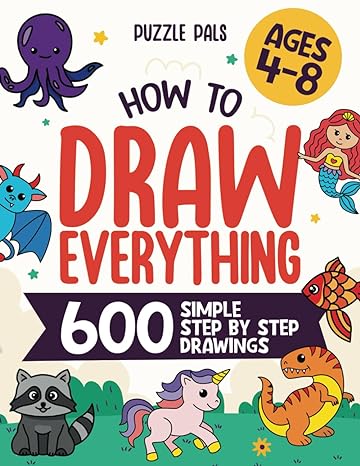 PUZZLE PALS
AGES
4-8
HOW TO
DRAW
EVERYTHING
600
SIMPLE
STEP BY STEP
DRAWINGS